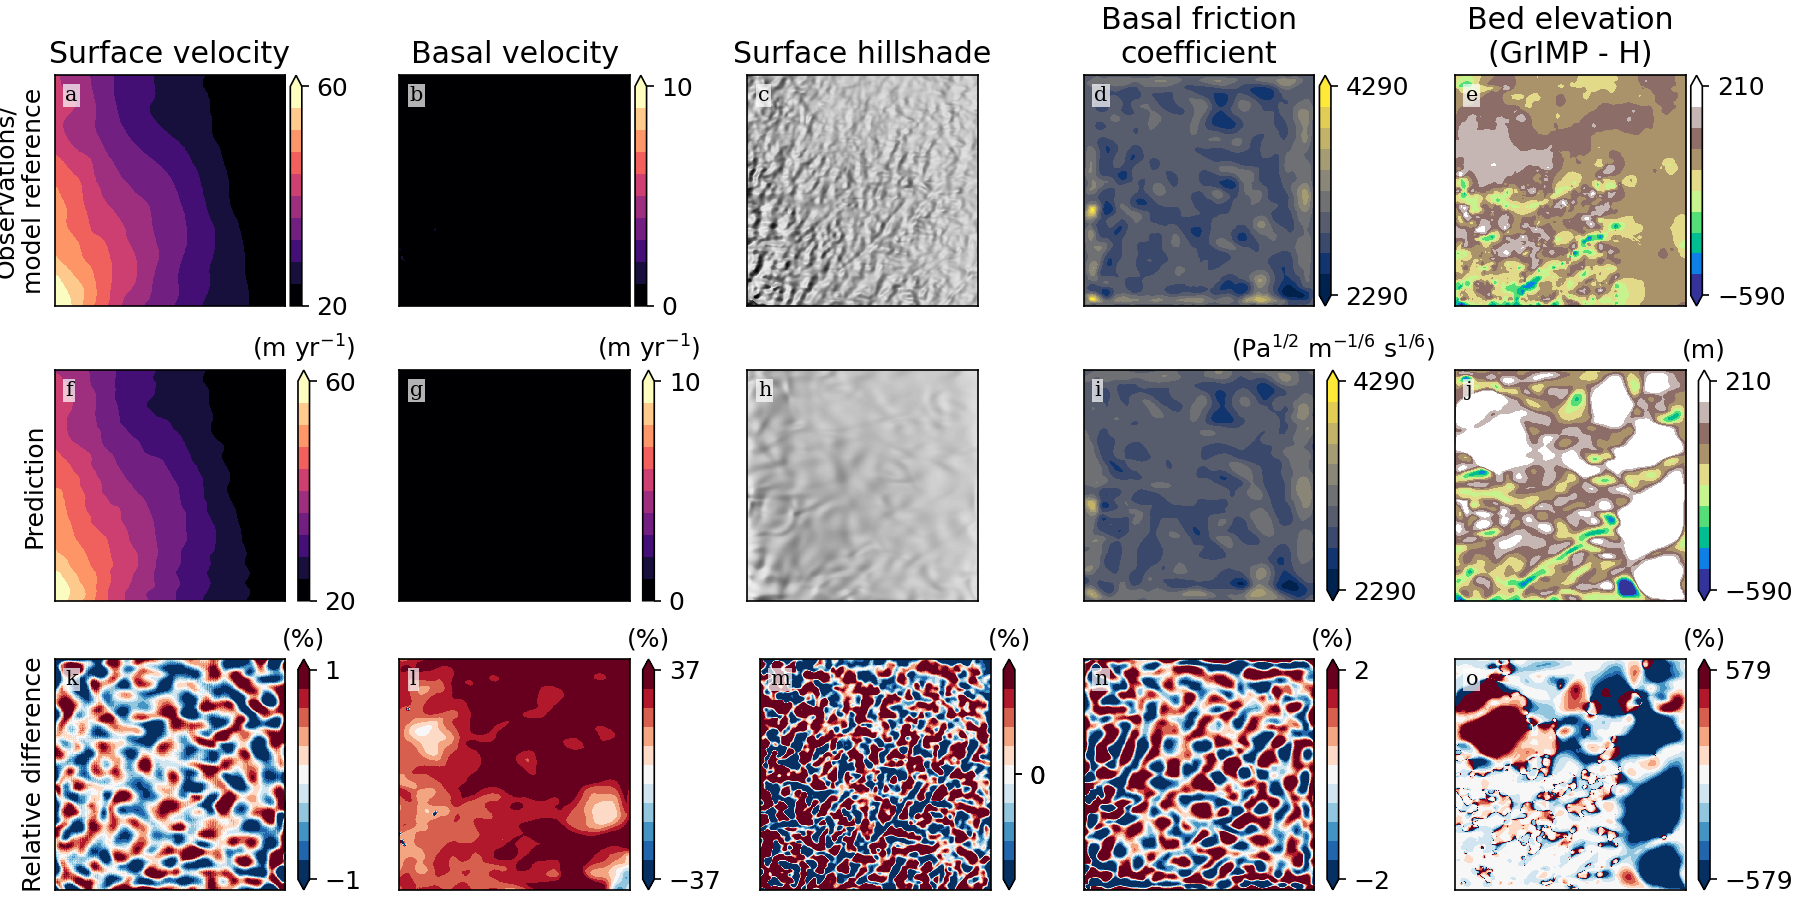 Surface velocity
Basal velocity
Surface hillshade
Basal friction
coefficient
Bed elevation
(GrIMP - H)
Observations/
model reference
a
60
20
b
10
0
c
d
4290
2290
e
210
−590
(m yr⁻¹)
(m yr⁻¹)
(Pa^{1/2} m^{−1/6} s^{1/6})
(m)
Prediction
f
60
20
g
10
0
h
i
4290
2290
j
210
−590
(%)
(%)
(%)
(%)
(%)
Relative difference
k
1
−1
l
37
−37
m
0
n
2
−2
o
579
−579